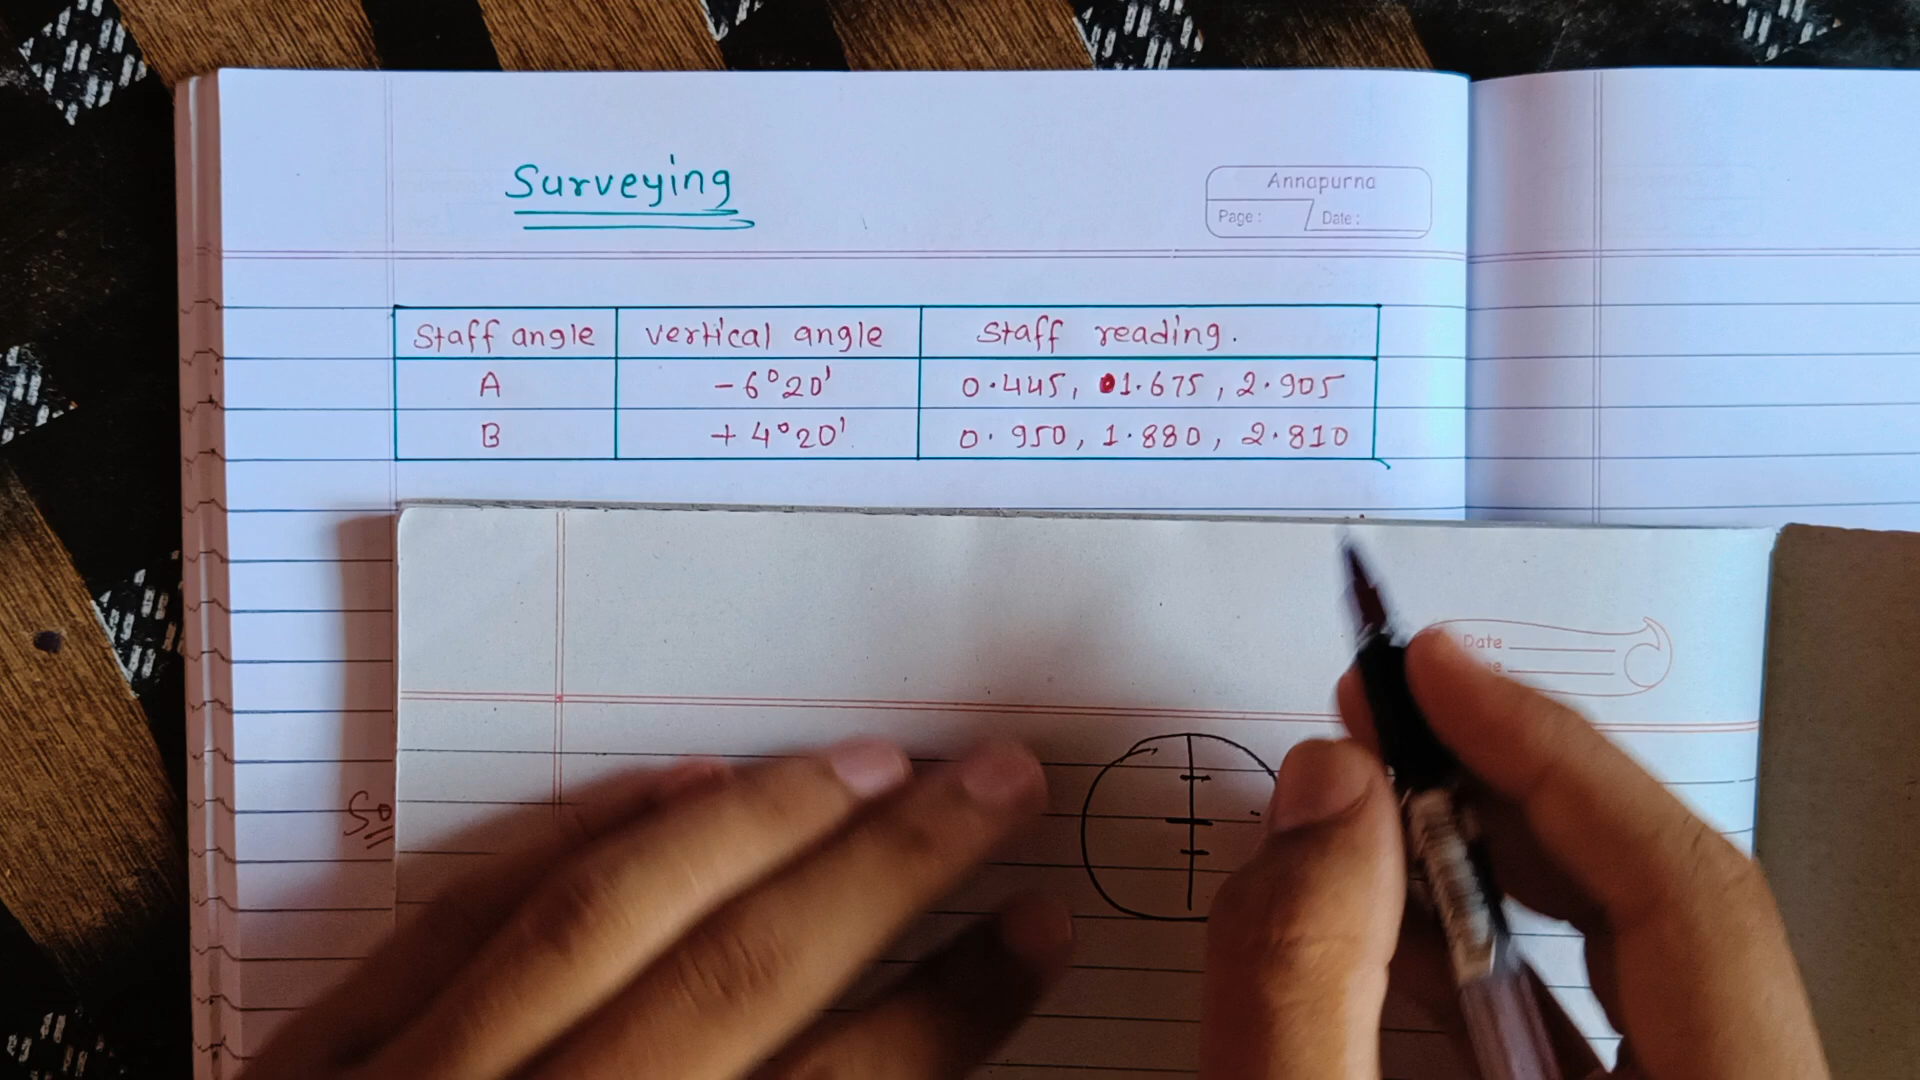 Surveying
Annapurna
Page : Date :
Staff angle vertical angle Staff reading.
A -6°20' 0.445, 1.675, 2.905
B +4°20' 0.950, 1.880, 2.810
Date
Sol